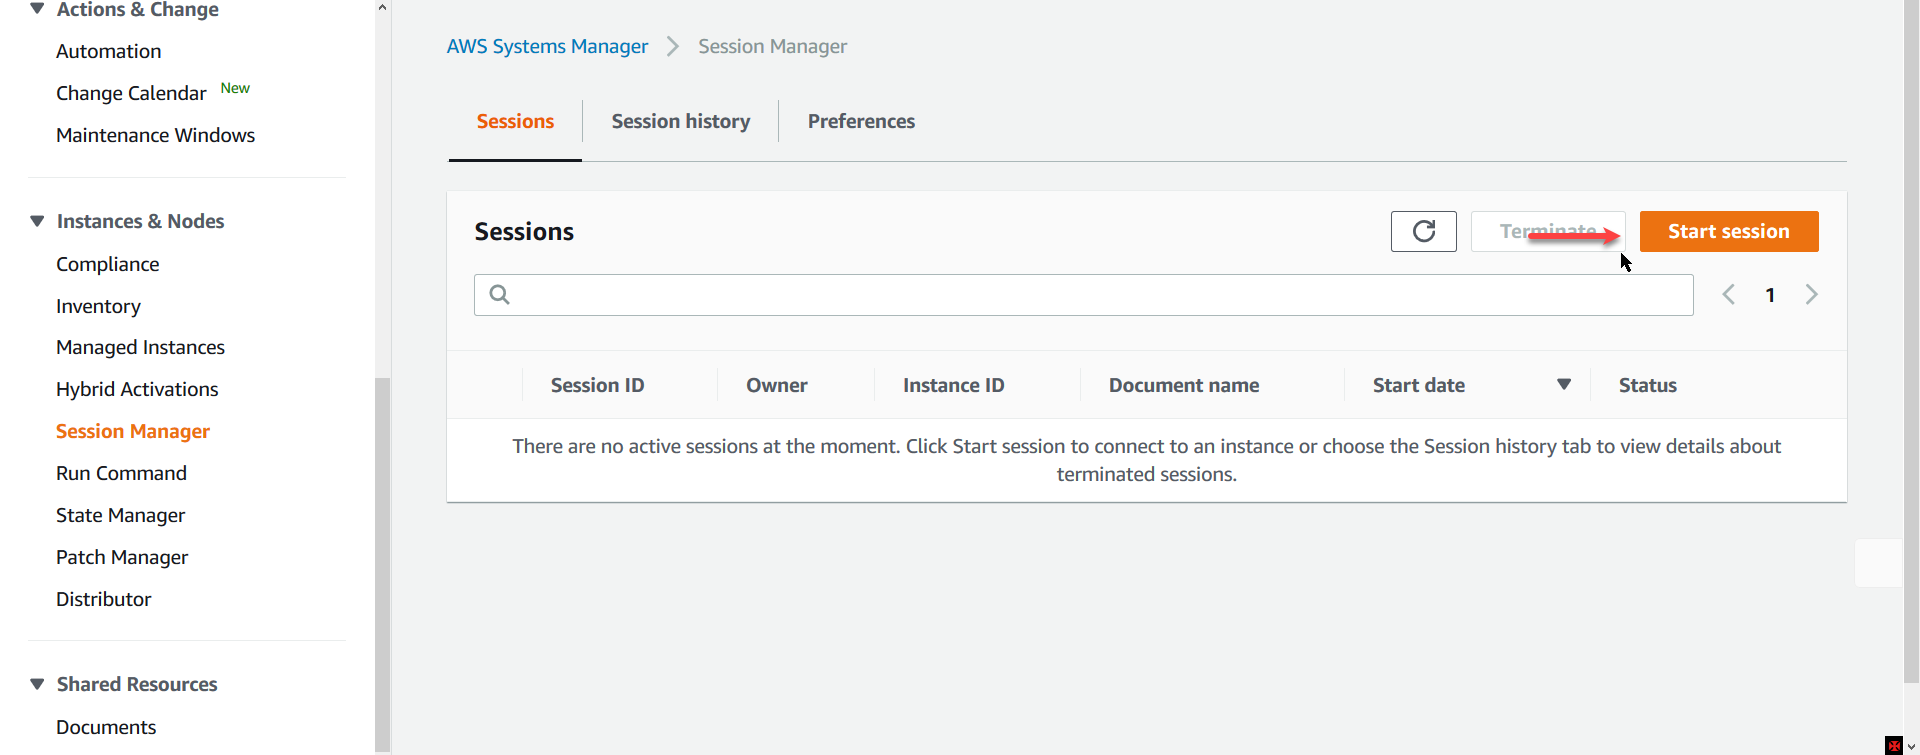 Actions & Change
Automation
Change Calendar New
Maintenance Windows
Instances & Nodes
Compliance
Inventory
Managed Instances
Hybrid Activations
Session Manager
Run Command
State Manager
Patch Manager
Distributor
Shared Resources
Documents
AWS Systems Manager Session Manager
Sessions Session history Preferences
Sessions Terminate Start session
1
Session ID Owner Instance ID Document name Start date Status
There are no active sessions at the moment. Click Start session to connect to an instance or choose the Session history tab to view details about
terminated sessions.